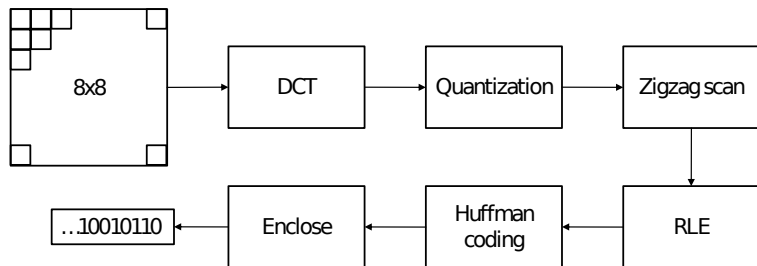 8x8
DCT
Quantization
Zigzag scan
RLE
Huffman
coding
Enclose
...10010110